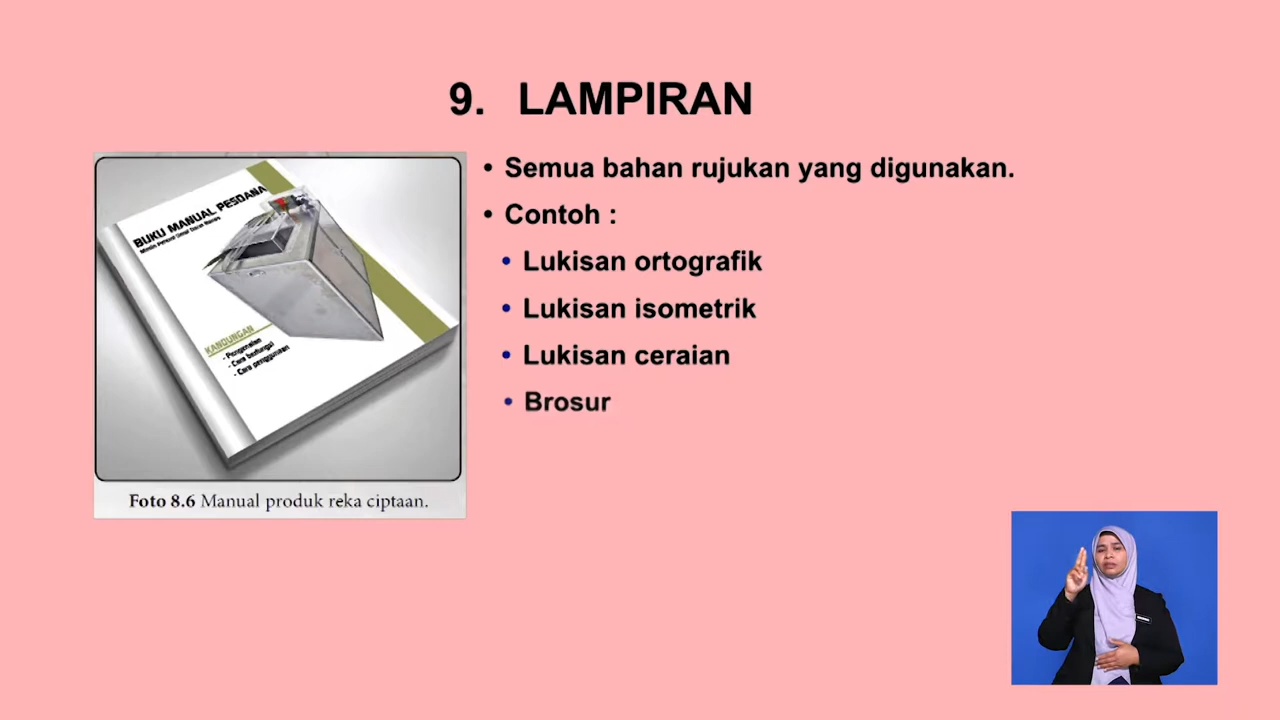 9. LAMPIRAN
• Semua bahan rujukan yang digunakan.
• Contoh :
• Lukisan ortografik
• Lukisan isometrik
• Lukisan ceraian
• Brosur
BUKU MANUAL PESDANA
KANDUNGAN
- Pengenalan
- Cara berfungsi
- Cara penggunaan
Foto 8.6 Manual produk reka ciptaan.